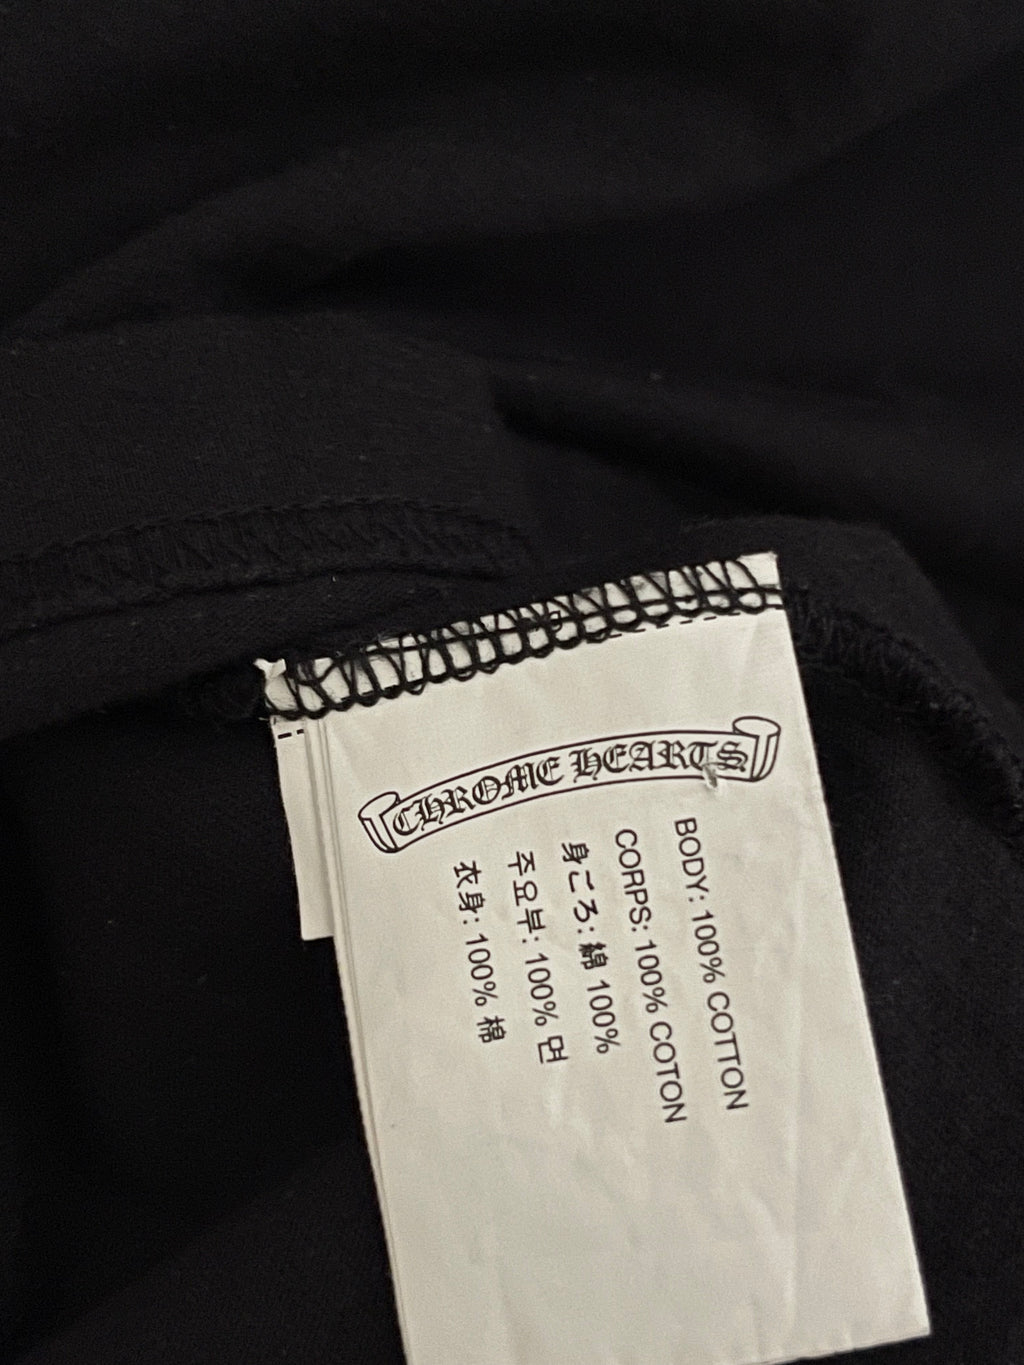 CHROME HEARTS
BODY: 100% COTTON
CORPS: 100% COTON
身ごろ: 綿 100%
주요부: 100% 면
衣身: 100% 棉